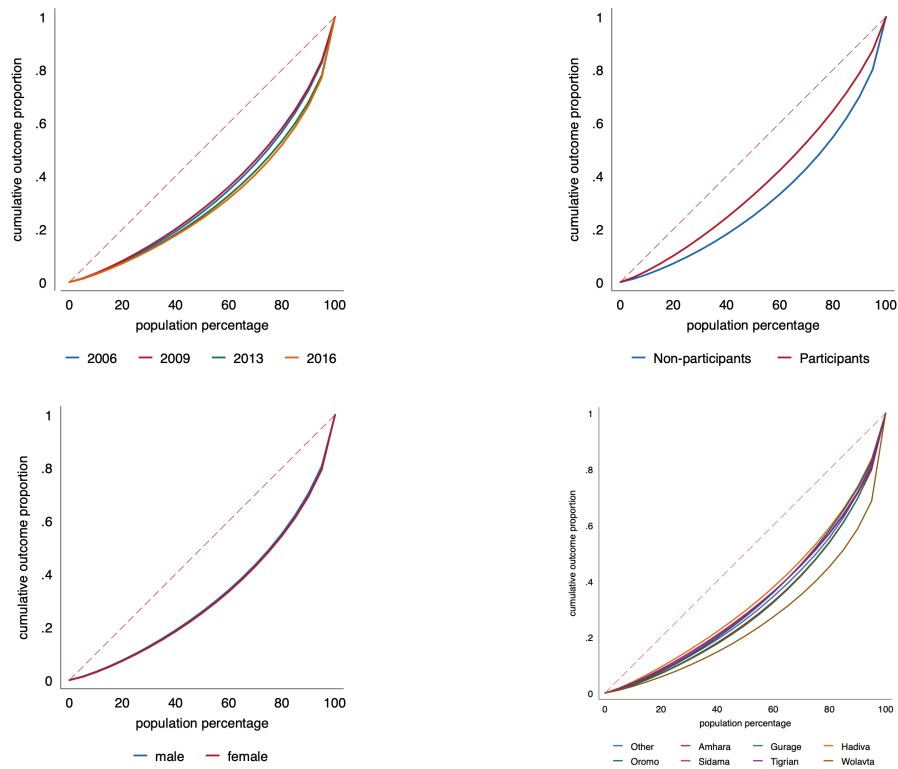 cumulative outcome proportion
1
.8
.6
.4
.2
0
0 20 40 60 80 100
population percentage
2006 2009 2013 2016
cumulative outcome proportion
1
.8
.6
.4
.2
0
0 20 40 60 80 100
population percentage
Non-participants Participants
cumulative outcome proportion
1
.8
.6
.4
.2
0
0 20 40 60 80 100
population percentage
male female
cumulative outcome proportion
1
.8
.6
.4
.2
0
0 20 40 60 80 100
population percentage
Other Amhara Gurage Hadiva
Oromo Sidama Tigrian Wolavta